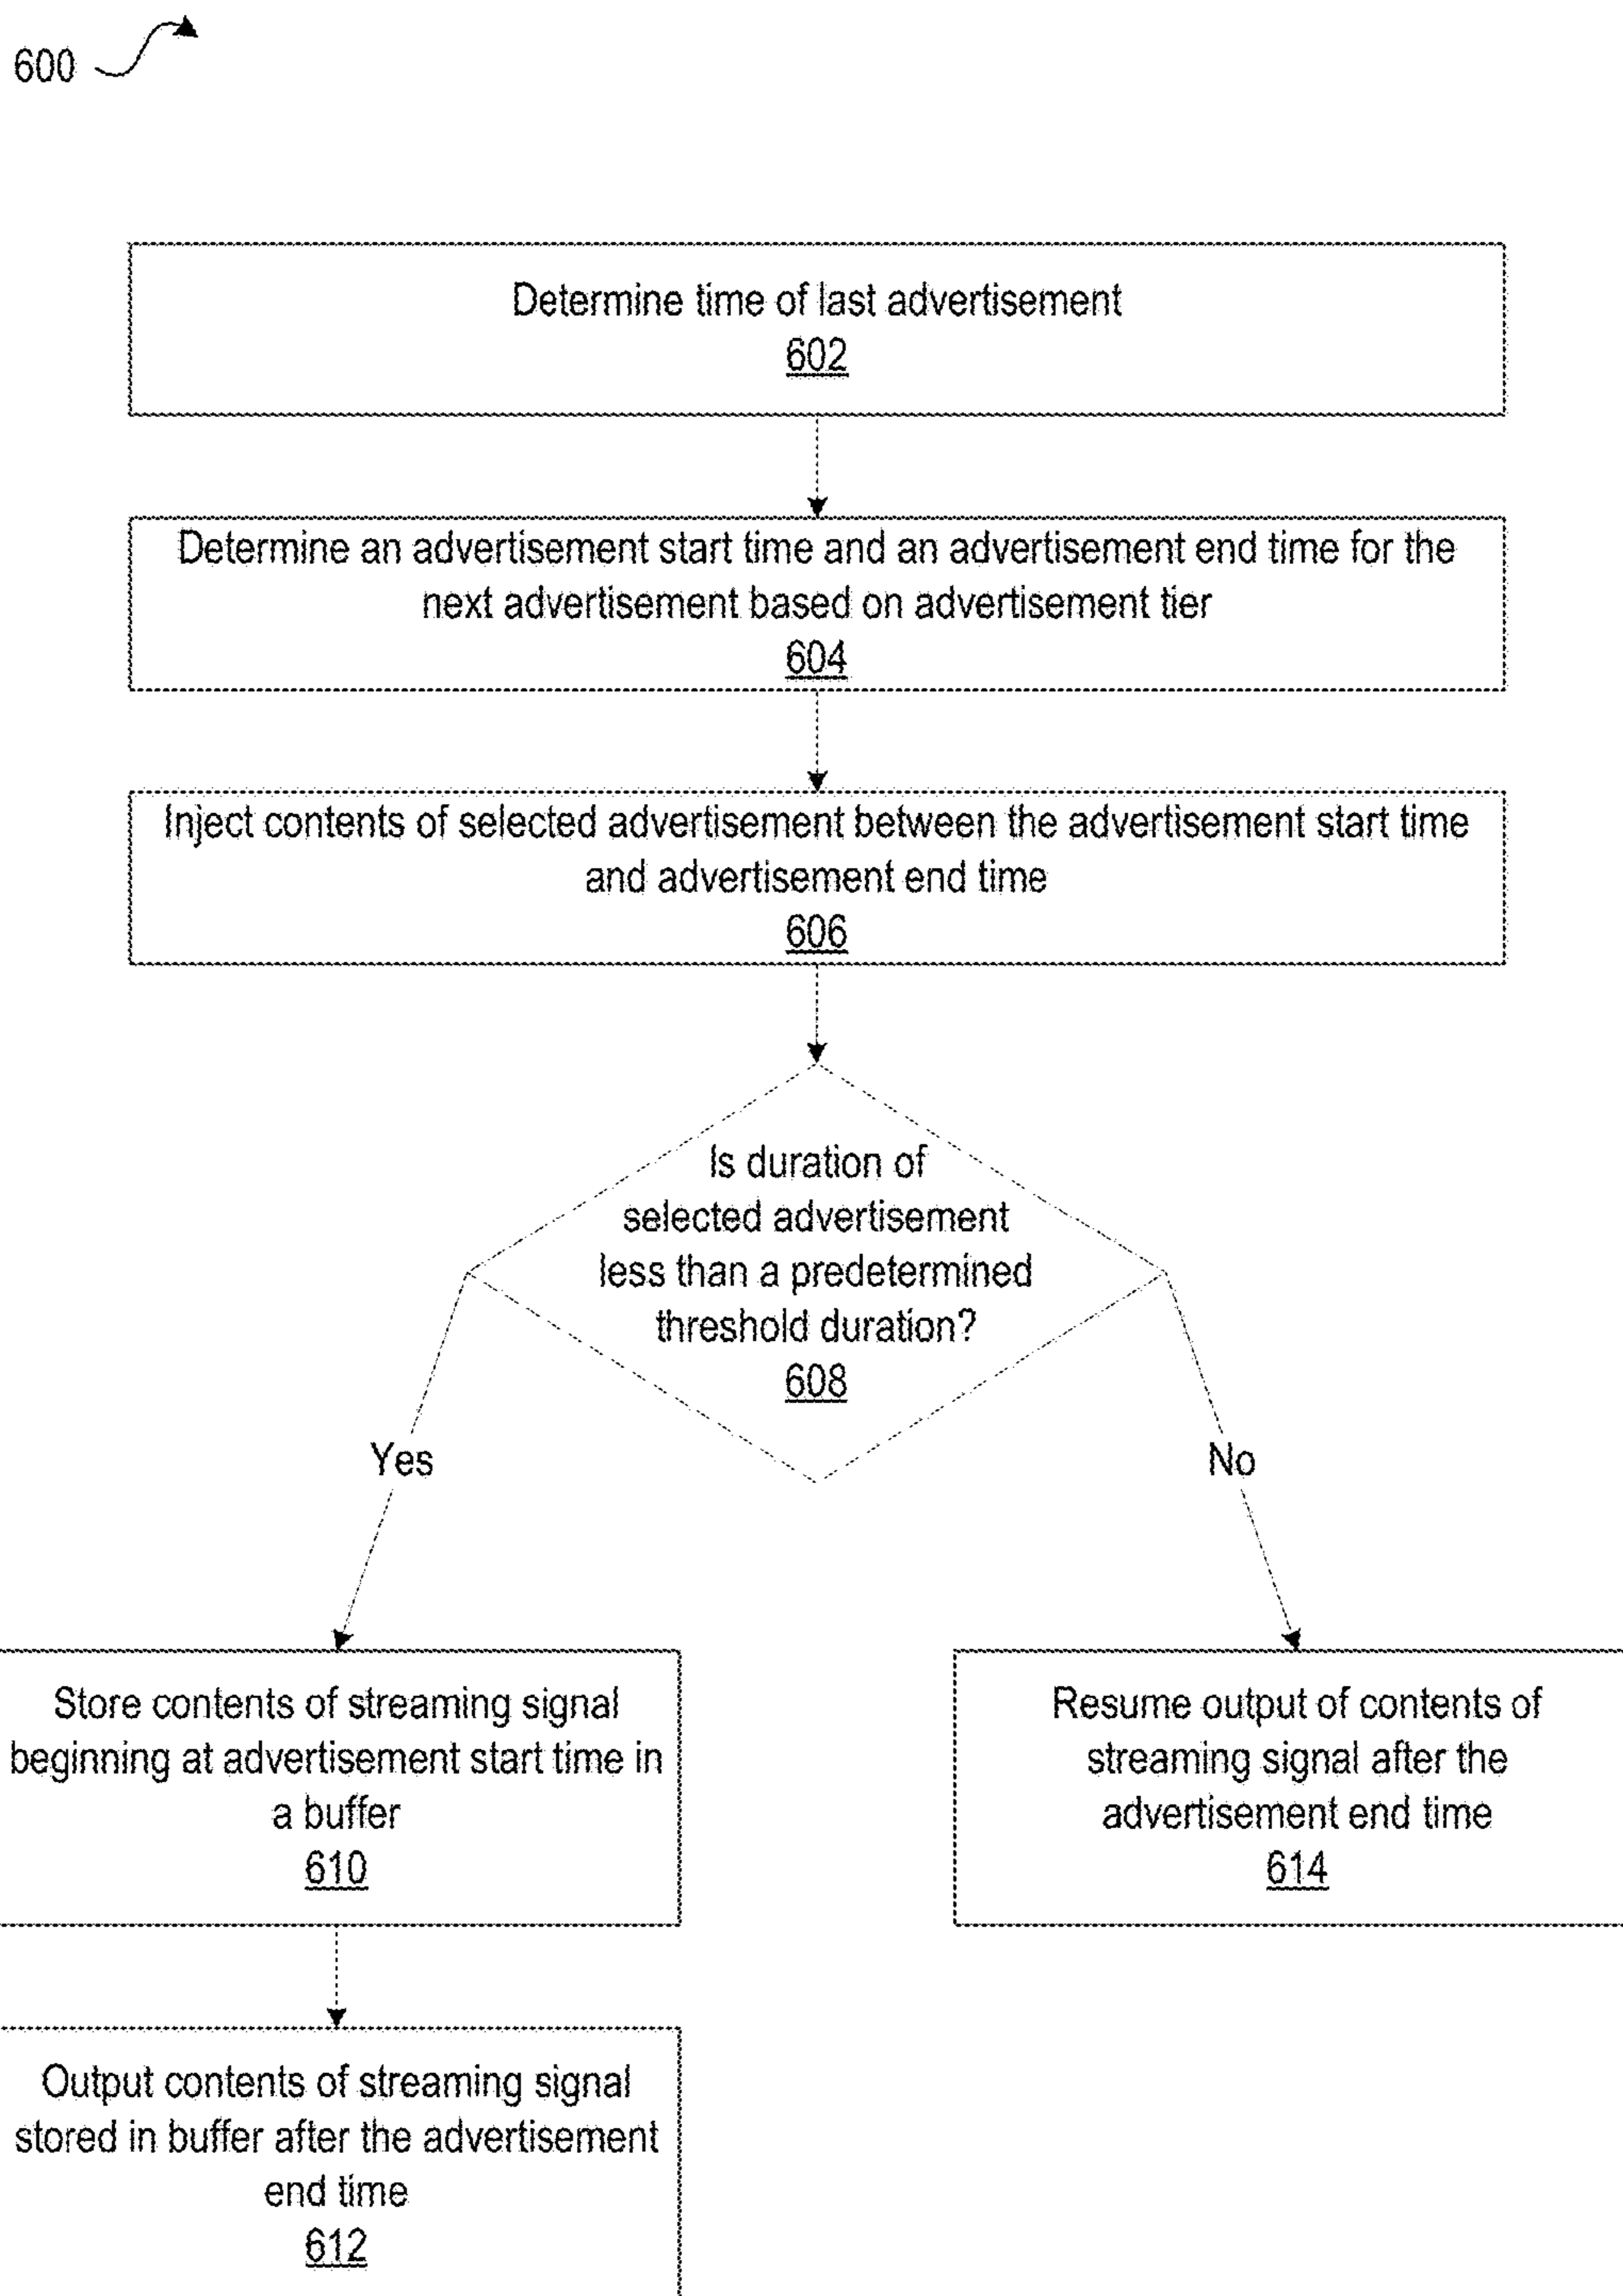 600
Determine time of last advertisement
602
Determine an advertisement start time and an advertisement end time for the
next advertisement based on advertisement tier
604
Inject contents of selected advertisement between the advertisement start time
and advertisement end time
606
Is duration of
selected advertisement
less than a predetermined
threshold duration?
608
Yes
No
Store contents of streaming signal
beginning at advertisement start time in
a buffer
610
Resume output of contents of
streaming signal after the
advertisement end time
614
Output contents of streaming signal
stored in buffer after the advertisement
end time
612